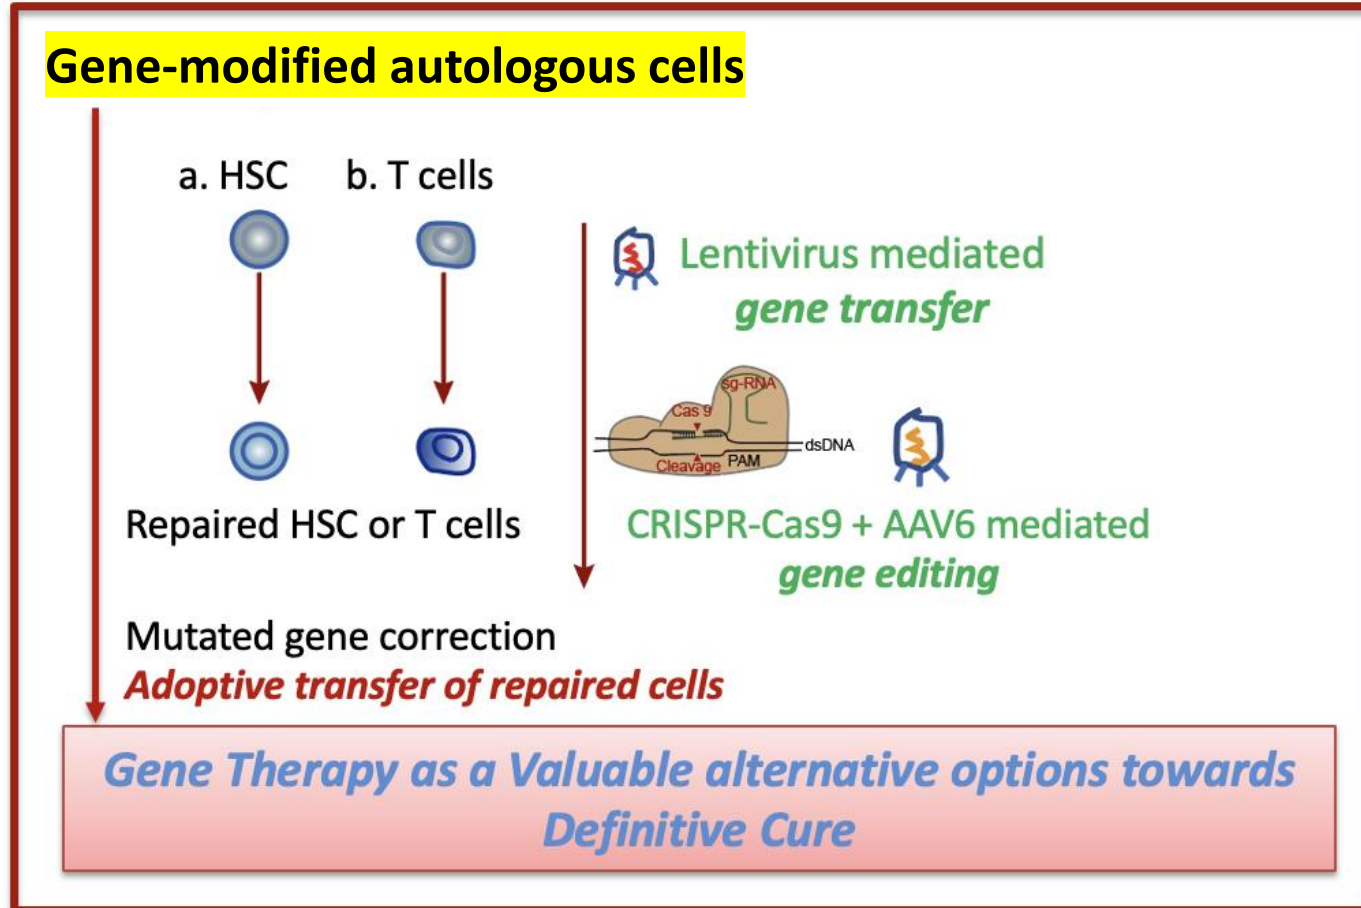 Gene-modified autologous cells
a. HSC
b. T cells
Lentivirus mediated
gene transfer
sg-RNA
Cas 9
dsDNA
Cleavage
PAM
Repaired HSC or T cells
CRISPR-Cas9 + AAV6 mediated
gene editing
Mutated gene correction
Adoptive transfer of repaired cells
Gene Therapy as a Valuable alternative options towards
Definitive Cure